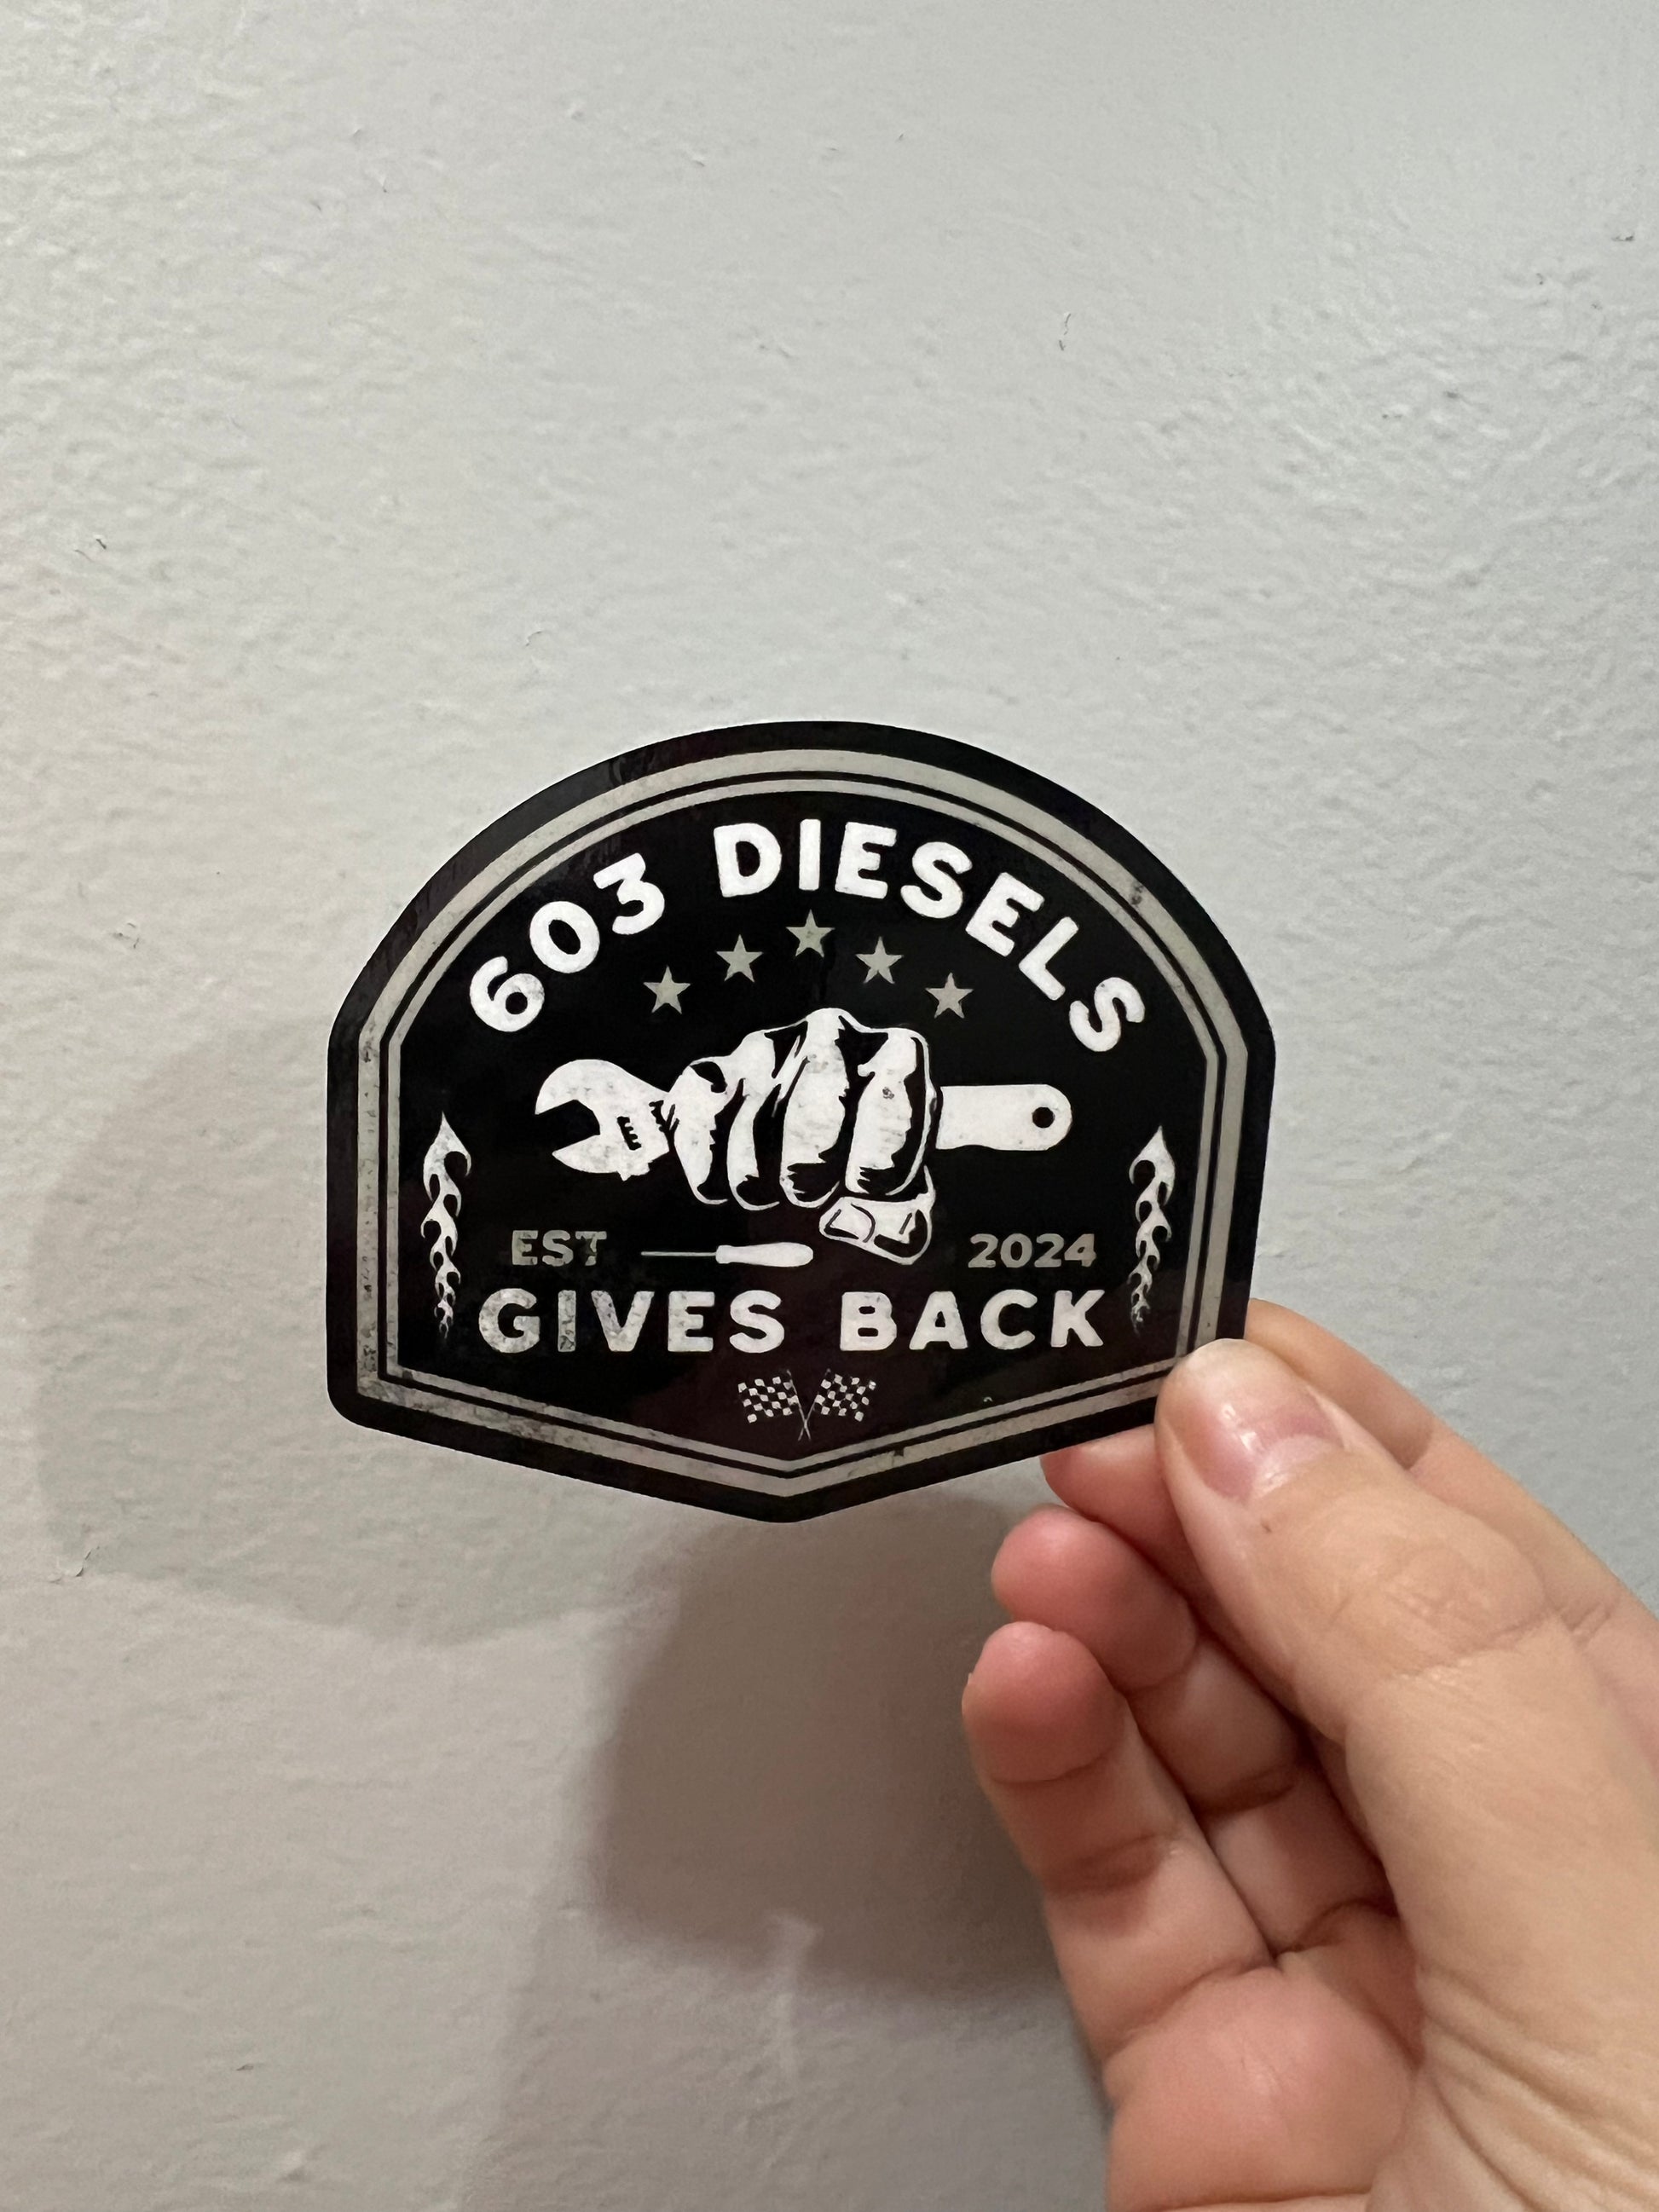 603 DIESELS
EST 2024
GIVES BACK